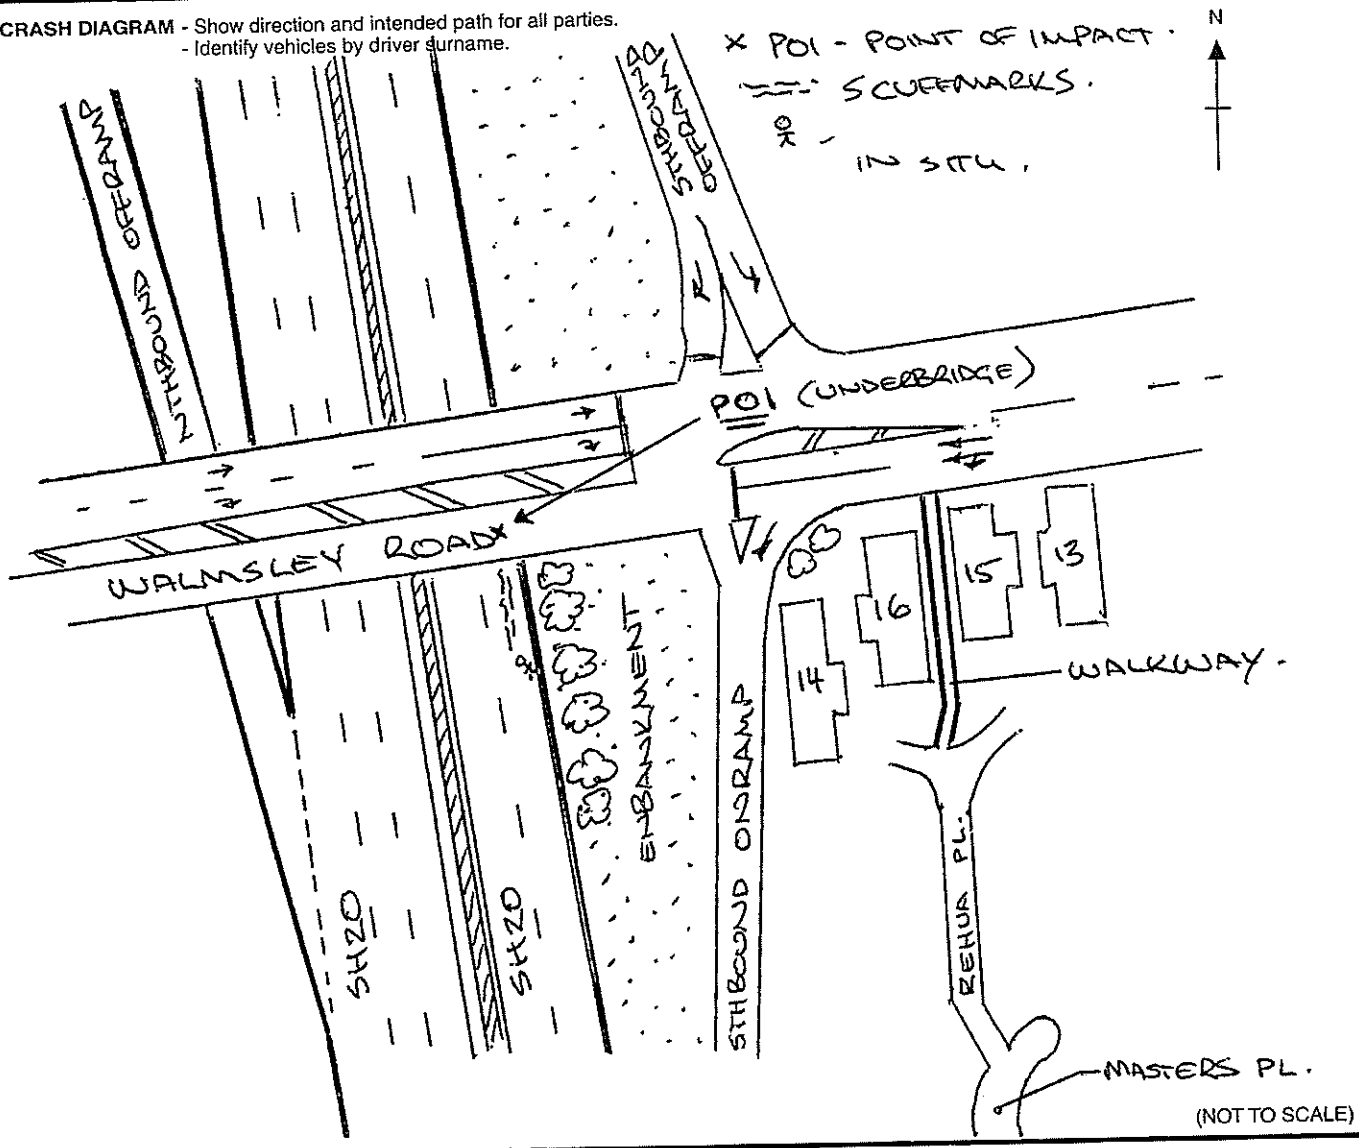 CRASH DIAGRAM - Show direction and intended path for all parties.
- Identify vehicles by driver surname.
x POI - POINT OF IMPACT.
SCUFFMARKS.
-
IN SITU.
N
NTHBOUND OFFRAMP
STHBOUND
OFFRAMP
POI (UNDERBRIDGE)
WALMSLEY ROAD x
EMBANKMENT
14
16
15
13
WALKWAY.
SH20
SH20
STHBOUND ONRAMP
REHUA PL.
MASTERS PL.
(NOT TO SCALE)